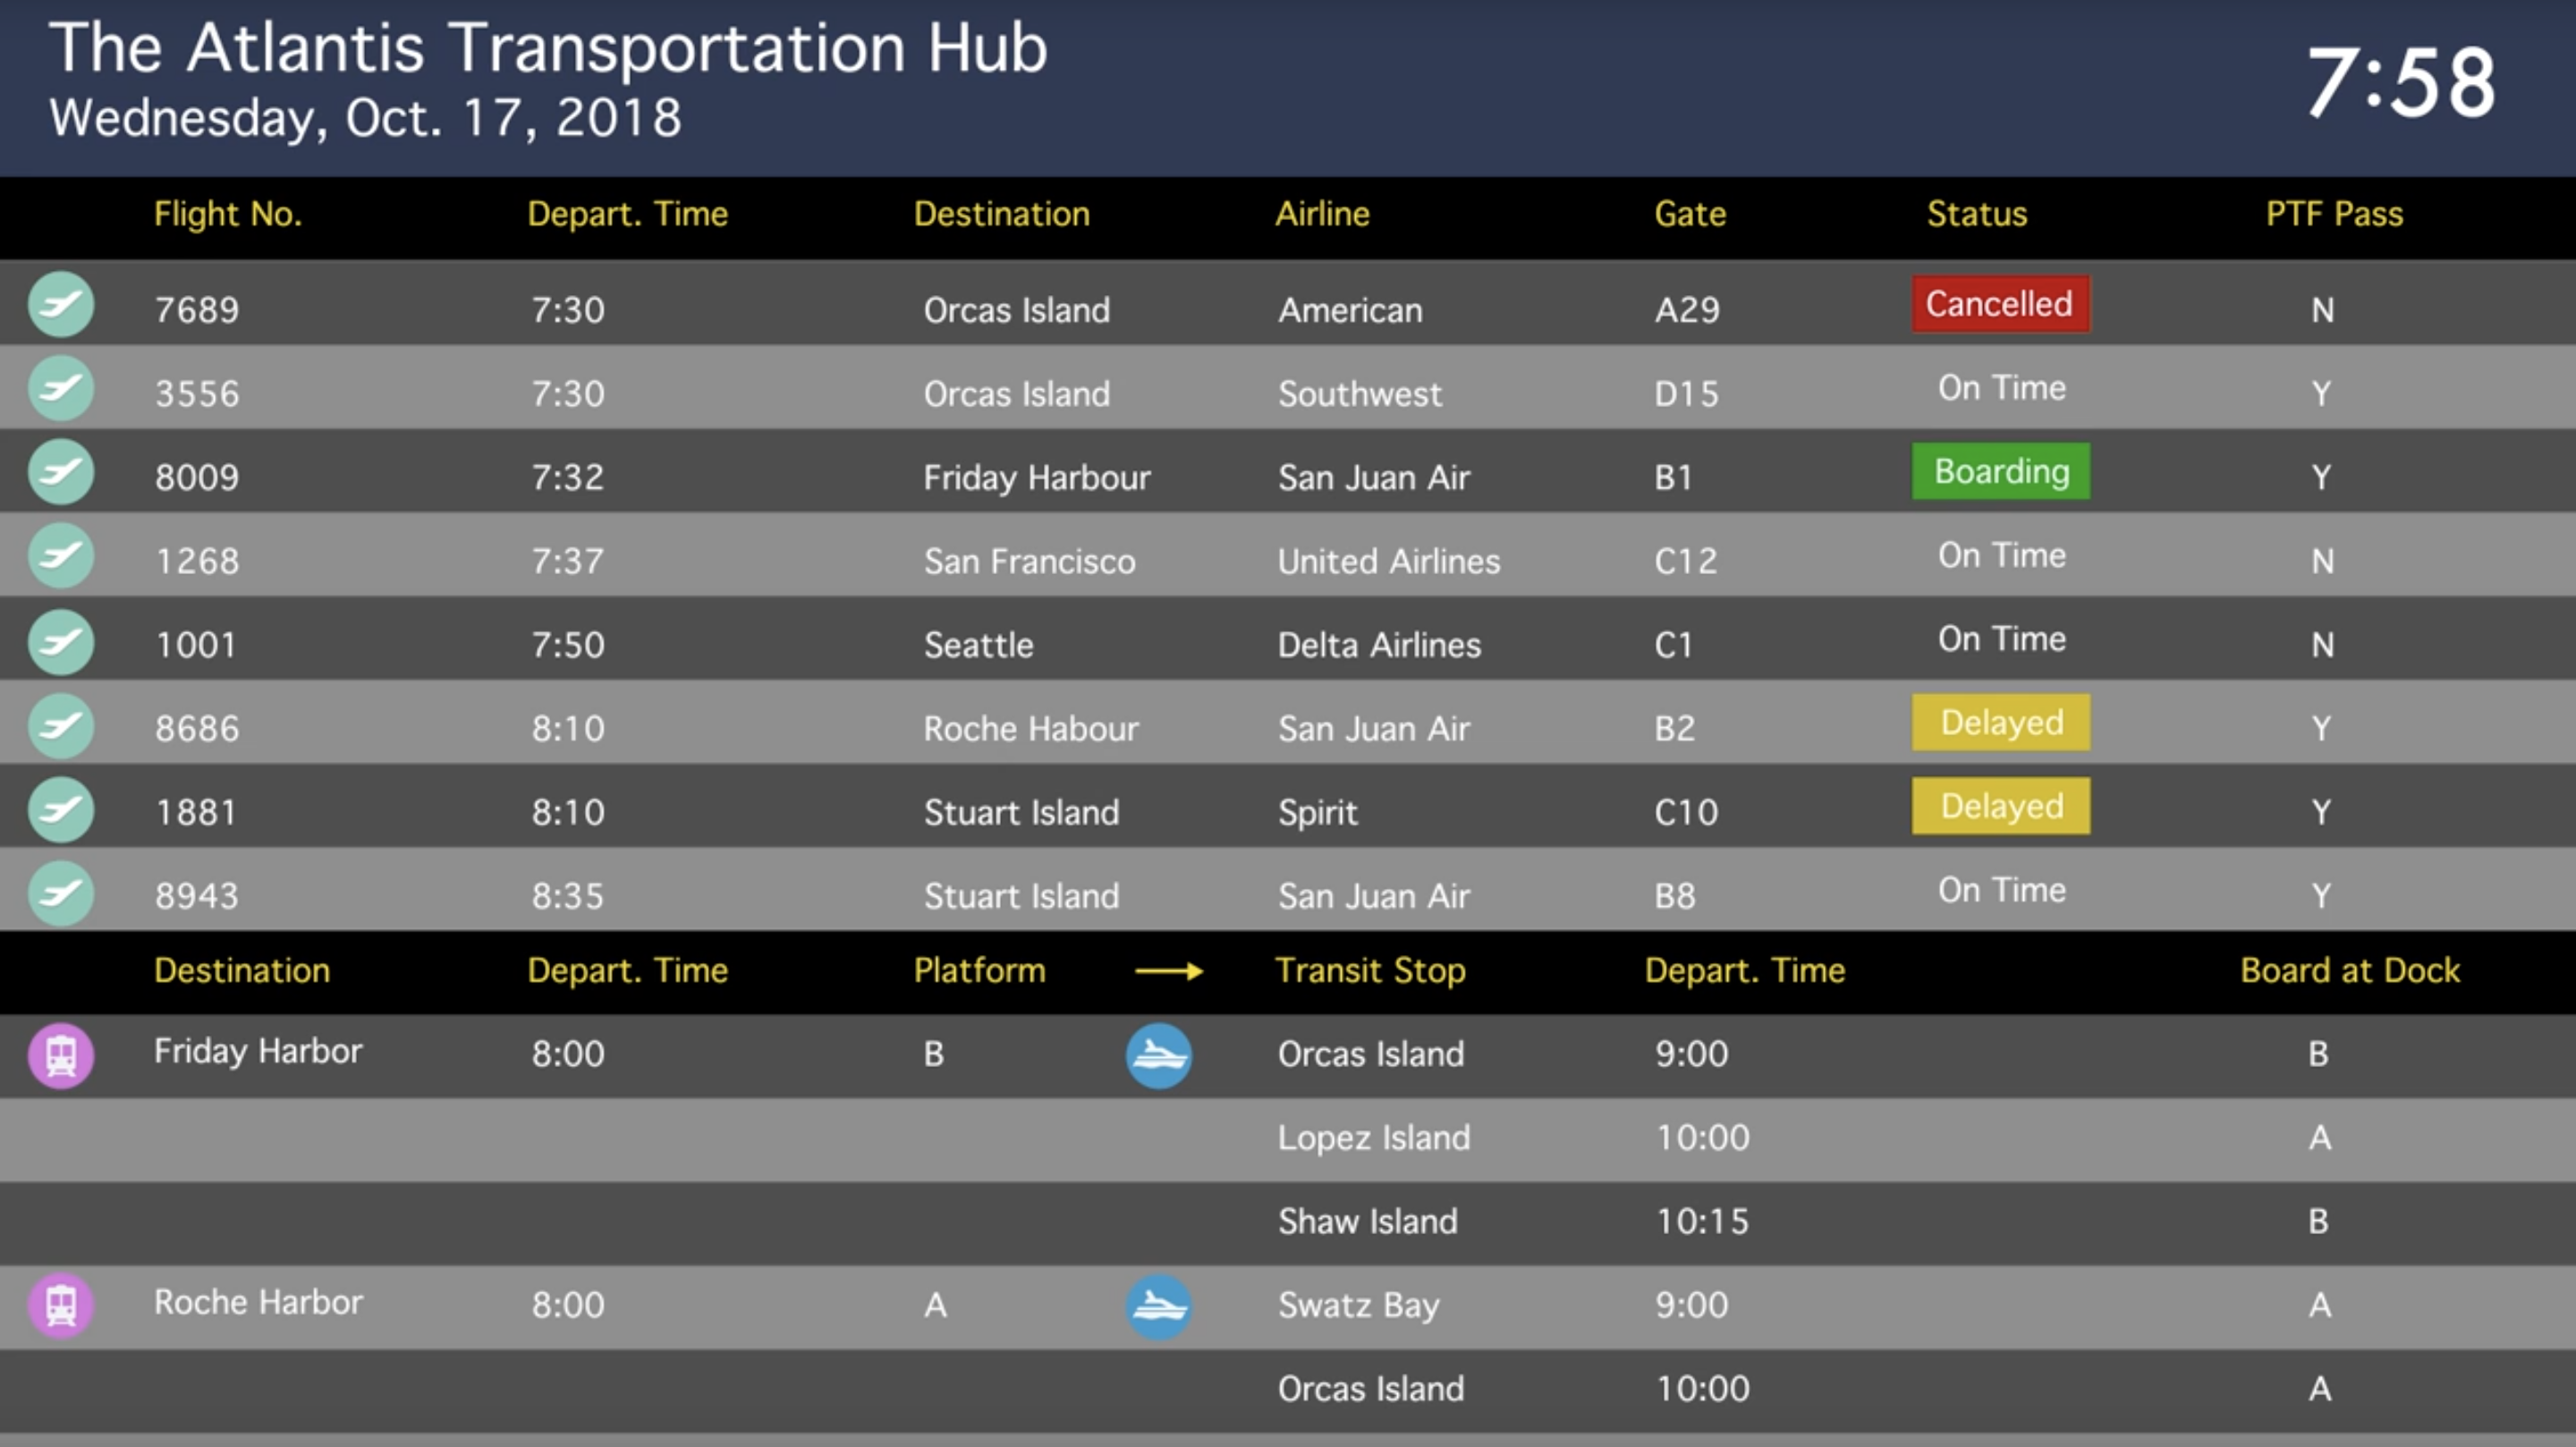 The Atlantis Transportation Hub
Wednesday, Oct. 17, 2018
7:58
Flight No. Depart. Time Destination Airline Gate Status PTF Pass
7689 7:30 Orcas Island American A29 Cancelled N
3556 7:30 Orcas Island Southwest D15 On Time Y
8009 7:32 Friday Harbour San Juan Air B1 Boarding Y
1268 7:37 San Francisco United Airlines C12 On Time N
1001 7:50 Seattle Delta Airlines C1 On Time N
8686 8:10 Roche Habour San Juan Air B2 Delayed Y
1881 8:10 Stuart Island Spirit C10 Delayed Y
8943 8:35 Stuart Island San Juan Air B8 On Time Y
Destination Depart. Time Platform → Transit Stop Depart. Time Board at Dock
Friday Harbor 8:00 B Orcas Island 9:00 B
Lopez Island 10:00 A
Shaw Island 10:15 B
Roche Harbor 8:00 A Swatz Bay 9:00 A
Orcas Island 10:00 A